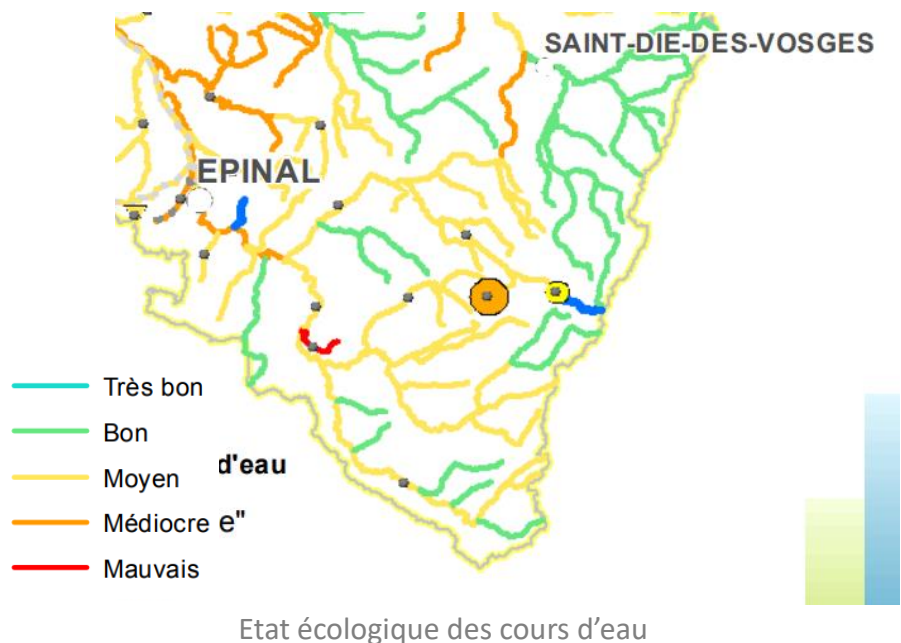 SAINT-DIE-DES-VOSGES
EPINAL
Très bon
Bon
d'eau
Moyen
Médiocre e"
Mauvais
Etat écologique des cours d'eau